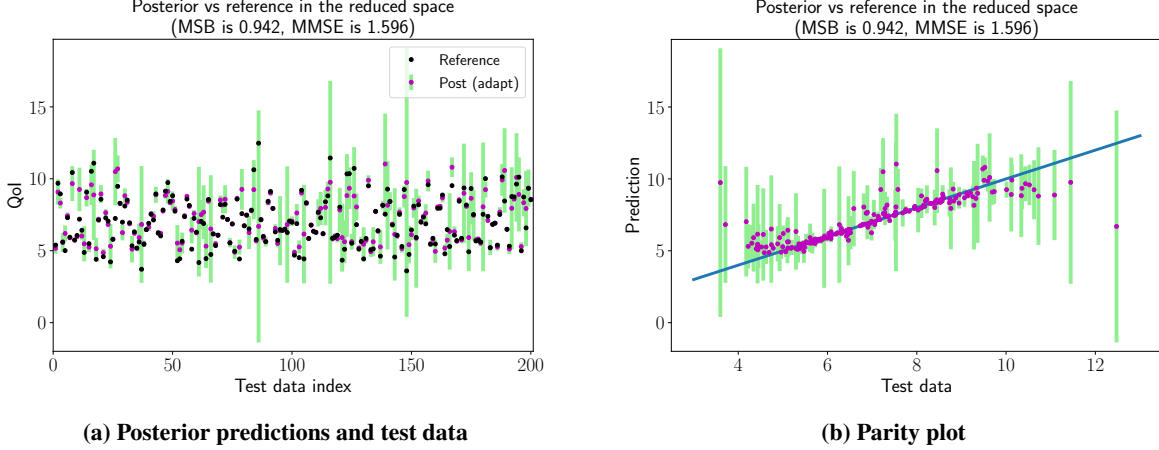 Posterior vs reference in the reduced space
(MSB is 0.942, MMSE is 1.596)
Reference
Post (adapt)
15
10
5
0
QoI
0
50
100
150
200
Test data index
(a) Posterior predictions and test data
Posterior vs reference in the reduced space
(MSB is 0.942, MMSE is 1.596)
15
10
5
0
Prediction
4
6
8
10
12
Test data
(b) Parity plot